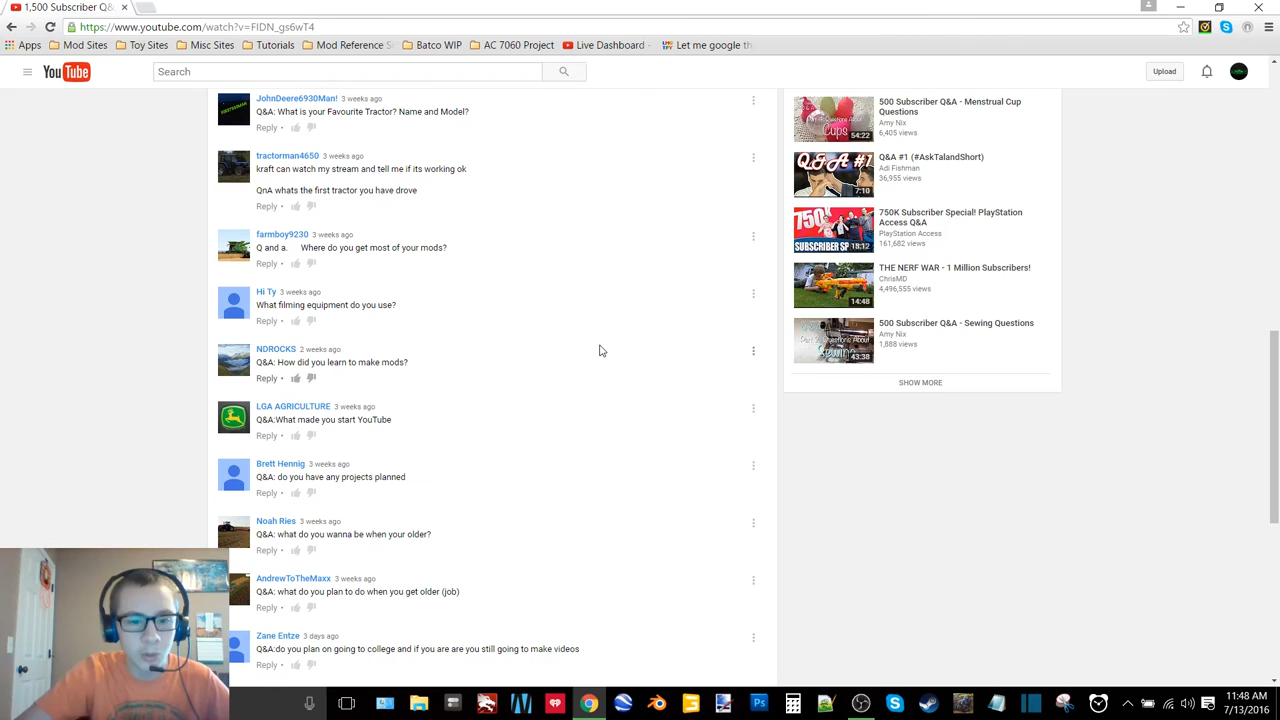 1,500 Subscriber Q&
https://www.youtube.com/watch?v=FIDN_gs6wT4
Apps Mod Sites Toy Sites Misc Sites Tutorials Mod Reference S Batco WIP AC 7060 Project Live Dashboard Let me google th
YouTube
Search
Upload
JohnDeere6930Man! 3 weeks ago
Q&A: What is your Favourite Tractor? Name and Model?
Reply •
tractorman4650 3 weeks ago
kraft can watch my stream and tell me if its working ok
QnA whats the first tractor you have drove
Reply •
farmboy9230 3 weeks ago
Q and a. Where do you get most of your mods?
Reply •
Hi Ty 3 weeks ago
What filming equipment do you use?
Reply •
NDROCKS 2 weeks ago
Q&A: How did you learn to make mods?
Reply •
LGA AGRICULTURE 3 weeks ago
Q&A:What made you start YouTube
Reply •
Brett Hennig 3 weeks ago
Q&A: do you have any projects planned
Reply •
Noah Ries 3 weeks ago
Q&A: what do you wanna be when your older?
Reply •
AndrewToTheMaxx 3 weeks ago
Q&A: what do you plan to do when you get older (job)
Reply •
Zane Entze 3 days ago
Q&A:do you plan on going to college and if you are are you still going to make videos
Reply •
Cups
54:22
500 Subscriber Q&A - Menstrual Cup
Questions
Amy Nix
6,405 views
Q&A #1
7:10
Q&A #1 (#AskTalandShort)
Adi Fishman
36,955 views
750K
SUBSCRIBER SP
18:12
750K Subscriber Special! PlayStation
Access Q&A
PlayStation Access
161,682 views
14:48
THE NERF WAR - 1 Million Subscribers!
ChrisMD
4,496,555 views
43:38
500 Subscriber Q&A - Sewing Questions
Amy Nix
1,888 views
SHOW MORE
11:48 AM
7/13/2016